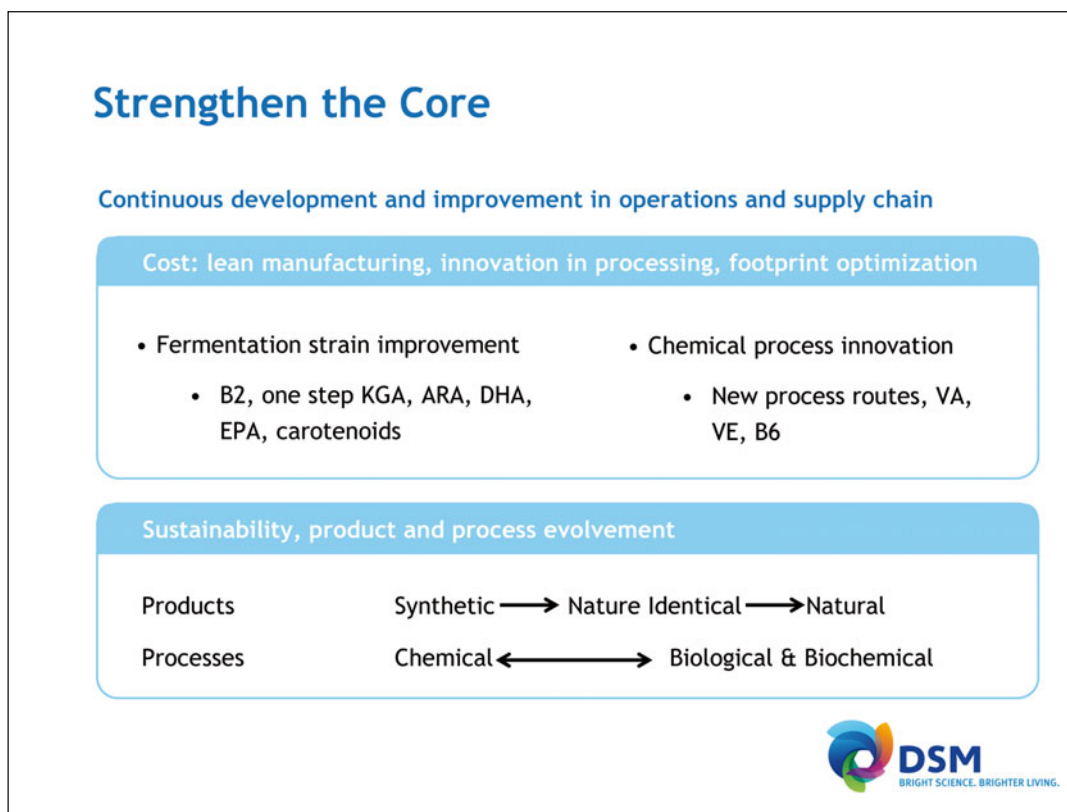 Strengthen the Core
Continuous development and improvement in operations and supply chain
Cost: lean manufacturing, innovation in processing, footprint optimization
• Fermentation strain improvement
• B2, one step KGA, ARA, DHA,
EPA, carotenoids
• Chemical process innovation
• New process routes, VA,
VE, B6
Sustainability, product and process evolvement
Products Synthetic Nature Identical Natural
Processes Chemical Biological & Biochemical
DSM
BRIGHT SCIENCE. BRIGHTER LIVING.